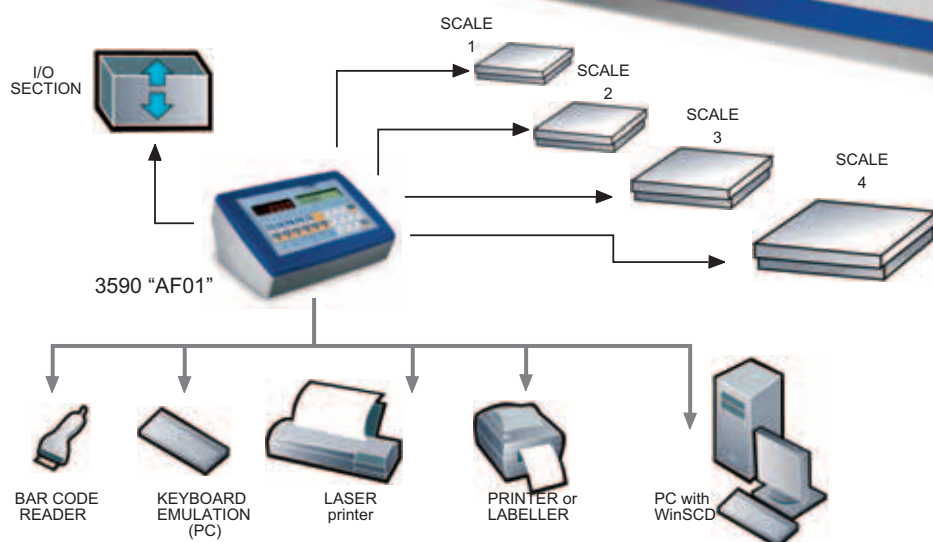 SCALE
1
SCALE
2
SCALE
3
SCALE
4
I/O
SECTION
3590 “AF01”
BAR CODE
READER
KEYBOARD
EMULATION
(PC)
LASER
printer
PRINTER or
LABELLER
PC with
WinSCD